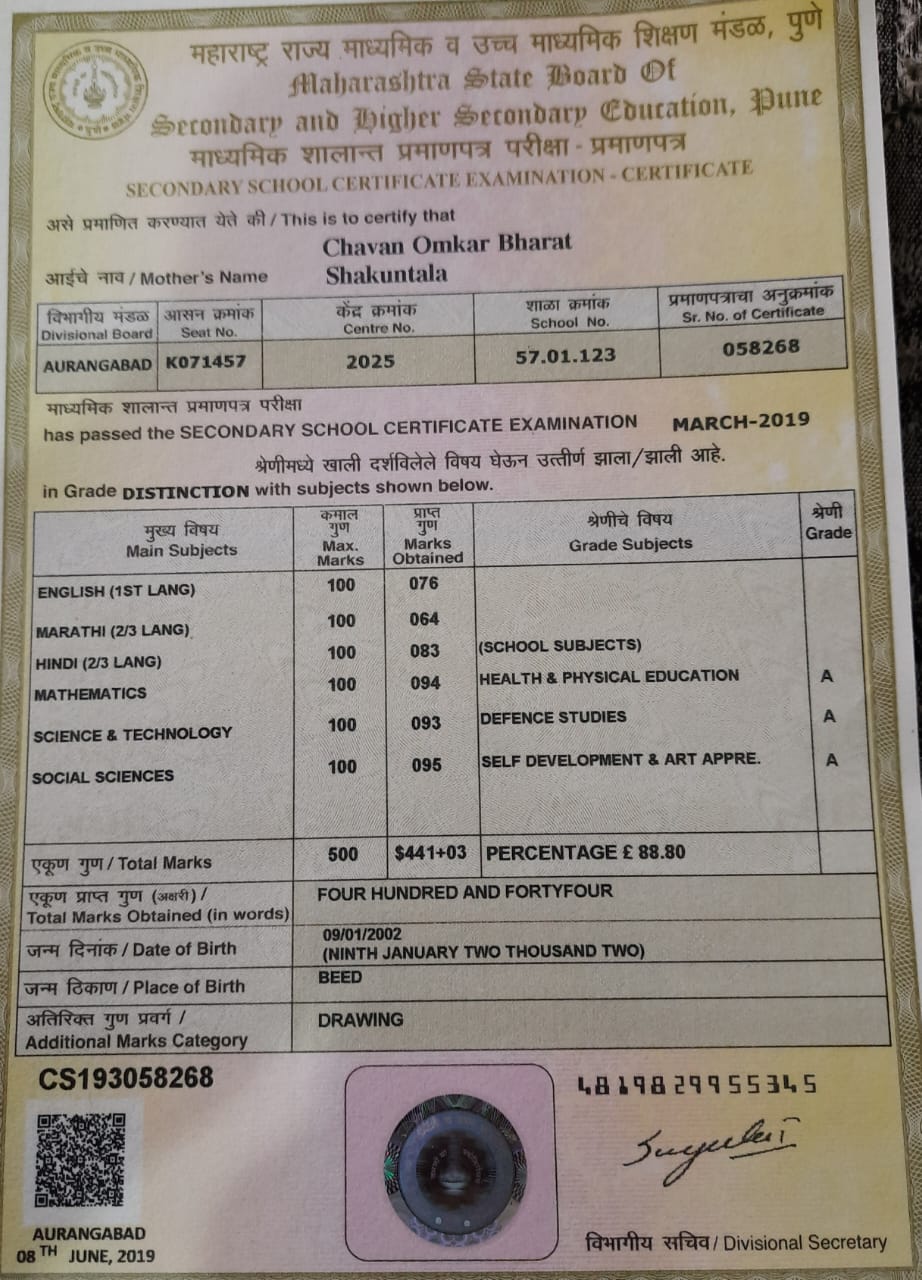 महाराष्ट्र राज्य माध्यमिक व उच्च माध्यमिक शिक्षण मंडळ, पुणे
Maharashtra State Board Of
Secondary and Higher Secondary Education, Pune
माध्यमिक शालान्त प्रमाणपत्र परीक्षा - प्रमाणपत्र
SECONDARY SCHOOL CERTIFICATE EXAMINATION - CERTIFICATE
असे प्रमाणित करण्यात येते की / This is to certify that
Chavan Omkar Bharat
आईचे नाव / Mother's Name Shakuntala
विभागीय मंडळ आसन क्रमांक केंद्र क्रमांक शाळा क्रमांक प्रमाणपत्राचा अनुक्रमांक
Divisional Board Seat No. Centre No. School No. Sr. No. of Certificate
AURANGABAD K071457 2025 57.01.123 058268
माध्यमिक शालान्त प्रमाणपत्र परीक्षा
has passed the SECONDARY SCHOOL CERTIFICATE EXAMINATION MARCH-2019
श्रेणीमध्ये खाली दर्शविलेले विषय घेऊन उत्तीर्ण झाला/झाली आहे.
in Grade DISTINCTION with subjects shown below.
मुख्य विषय कमाल गुण प्राप्त गुण श्रेणीचे विषय श्रेणी
Main Subjects Max. Marks Marks Obtained Grade Subjects Grade
ENGLISH (1ST LANG) 100 076
MARATHI (2/3 LANG) 100 064
HINDI (2/3 LANG) 100 083 (SCHOOL SUBJECTS)
MATHEMATICS 100 094 HEALTH & PHYSICAL EDUCATION A
SCIENCE & TECHNOLOGY 100 093 DEFENCE STUDIES A
SOCIAL SCIENCES 100 095 SELF DEVELOPMENT & ART APPRE. A
एकूण गुण / Total Marks 500 $441+03 PERCENTAGE £ 88.80
एकूण प्राप्त गुण (अक्षरी) /
Total Marks Obtained (in words) FOUR HUNDRED AND FORTYFOUR
जन्म दिनांक / Date of Birth 09/01/2002
(NINTH JANUARY TWO THOUSAND TWO)
जन्म ठिकाण / Place of Birth BEED
अतिरिक्त गुण प्रवर्ग /
Additional Marks Category DRAWING
CS193058268
4819829955345
AURANGABAD
08TH JUNE, 2019
विभागीय सचिव / Divisional Secretary